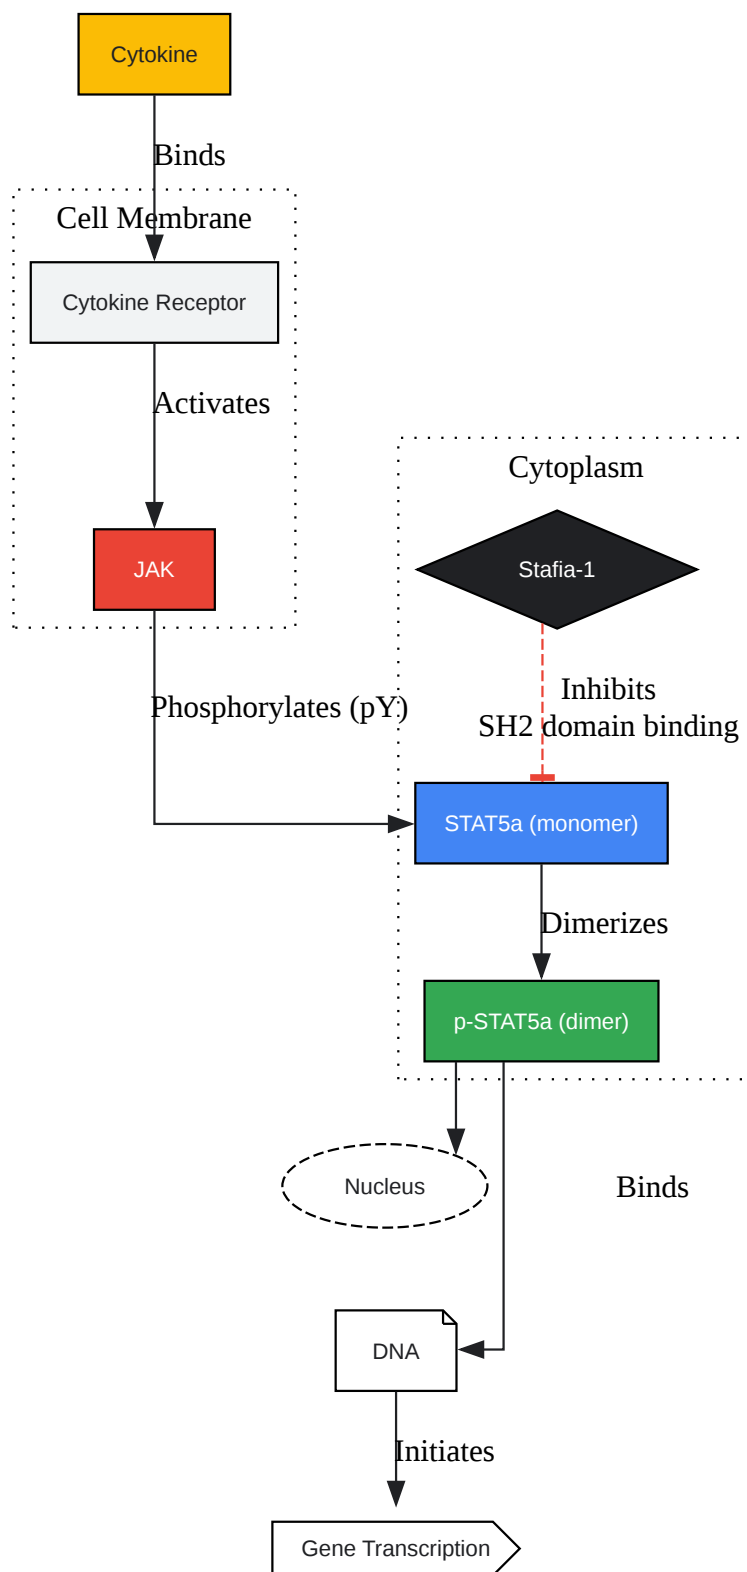 Cytokine
Binds
Cell Membrane
Cytokine Receptor
Activates
Cytoplasm
JAK
Stafia-1
Inhibits
SH2 domain binding
Phosphorylates (pY)
STAT5a (monomer)
Dimerizes
p-STAT5a (dimer)
Nucleus
Binds
DNA
Initiates
Gene Transcription